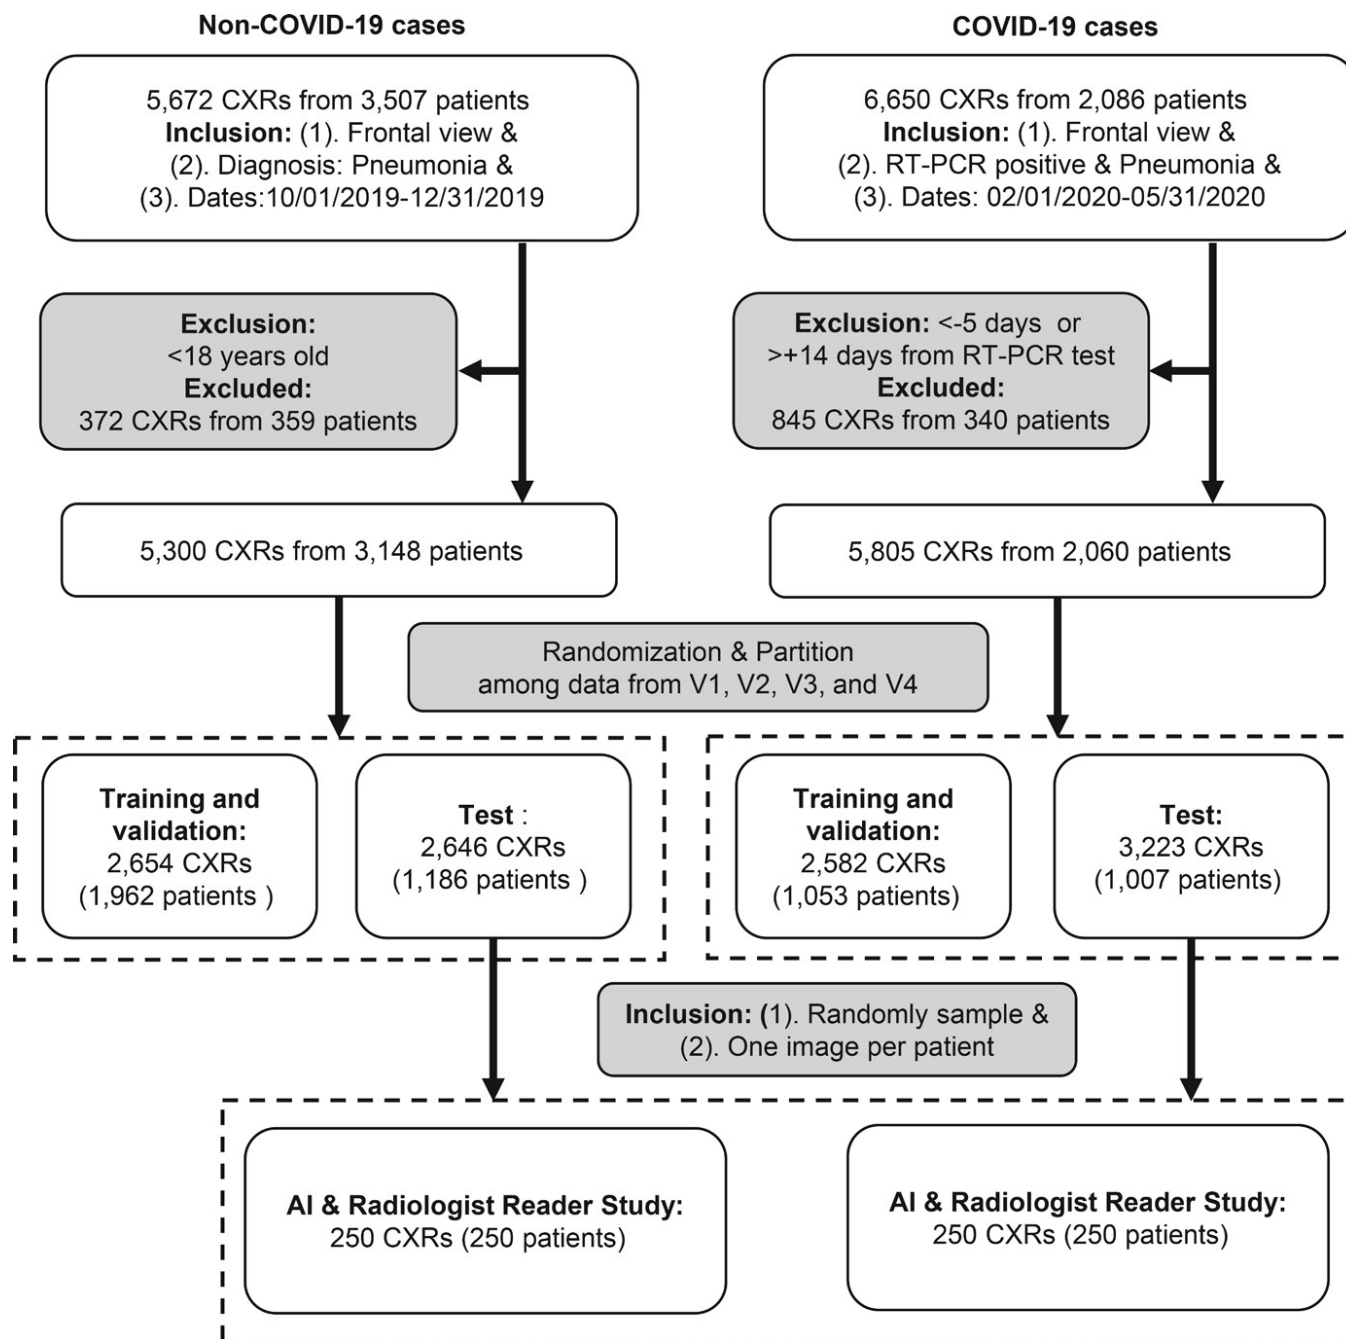 Non-COVID-19 cases
COVID-19 cases
5,672 CXRs from 3,507 patients
Inclusion: (1). Frontal view &
(2). Diagnosis: Pneumonia &
(3). Dates:10/01/2019-12/31/2019
6,650 CXRs from 2,086 patients
Inclusion: (1). Frontal view &
(2). RT-PCR positive & Pneumonia &
(3). Dates: 02/01/2020-05/31/2020
Exclusion:
<18 years old
Excluded:
372 CXRs from 359 patients
Exclusion: <-5 days or
>+14 days from RT-PCR test
Excluded:
845 CXRs from 340 patients
5,300 CXRs from 3,148 patients
5,805 CXRs from 2,060 patients
Randomization & Partition
among data from V1, V2, V3, and V4
Training and
validation:
2,654 CXRs
(1,962 patients )
Test :
2,646 CXRs
(1,186 patients )
Training and
validation:
2,582 CXRs
(1,053 patients)
Test:
3,223 CXRs
(1,007 patients)
Inclusion: (1). Randomly sample &
(2). One image per patient
AI & Radiologist Reader Study:
250 CXRs (250 patients)
AI & Radiologist Reader Study:
250 CXRs (250 patients)